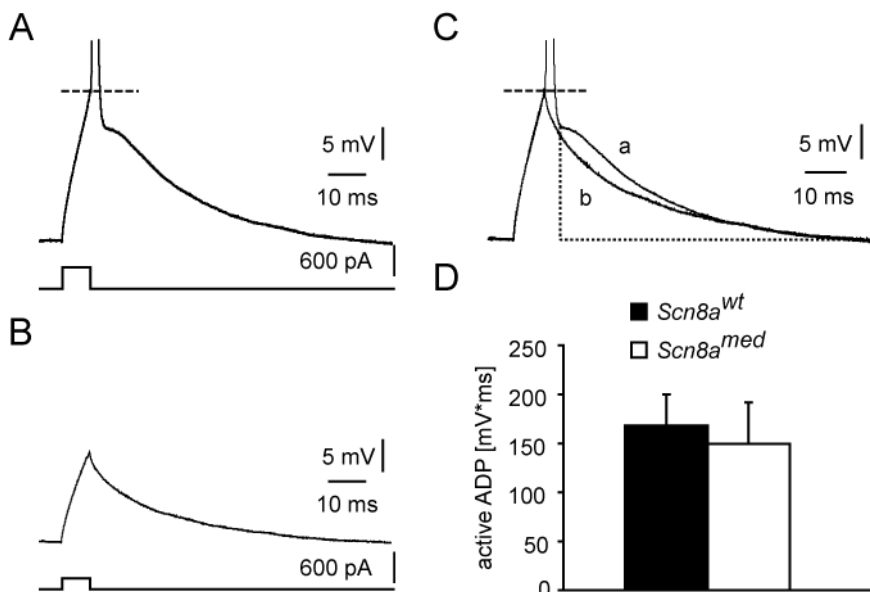 A
5 mV
10 ms
600 pA
B
5 mV
10 ms
600 pA
C
a
b
5 mV
10 ms
D
Scn8a^wt
Scn8a^med
active ADP [mV*ms]
250
200
150
100
50
0